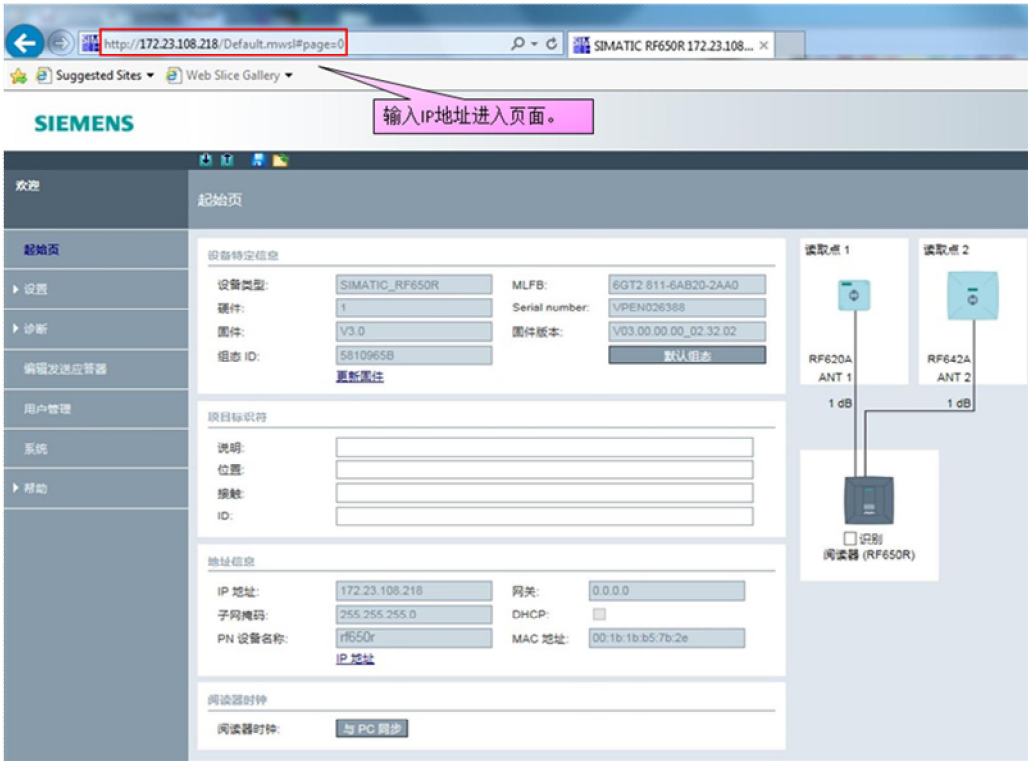 http://172.23.108.218/Default.mwsl#page=0
SIMATIC RF650R 172.23.108...
Suggested Sites
Web Slice Gallery
输入IP地址进入页面。
SIEMENS
欢迎
起始页
起始页
设置
诊断
编辑发送应答器
用户管理
系统
帮助
设备特定信息
设备类型: SIMATIC_RF650R MLFB: 6GT2 811-6AB20-2AA0
硬件: 1 Serial number: VPEN026388
固件: V3.0 固件版本: V03.00.00.00_02.32.02
组态 ID: 5810965B 默认组态
更新固件
项目标识符
说明:
位置:
接触:
ID:
地址信息
IP 地址: 172.23.108.218 网关: 0.0.0.0
子网掩码: 255.255.255.0 DHCP:
PN 设备名称: rf650r MAC 地址: 00:1b:1b:b5:7b:2e
IP 地址
阅读器时钟
阅读器时钟: 与 PC 同步
读取点 1 读取点 2
RF620A RF642A
ANT 1 ANT 2
1 dB 1 dB
识别
阅读器 (RF650R)